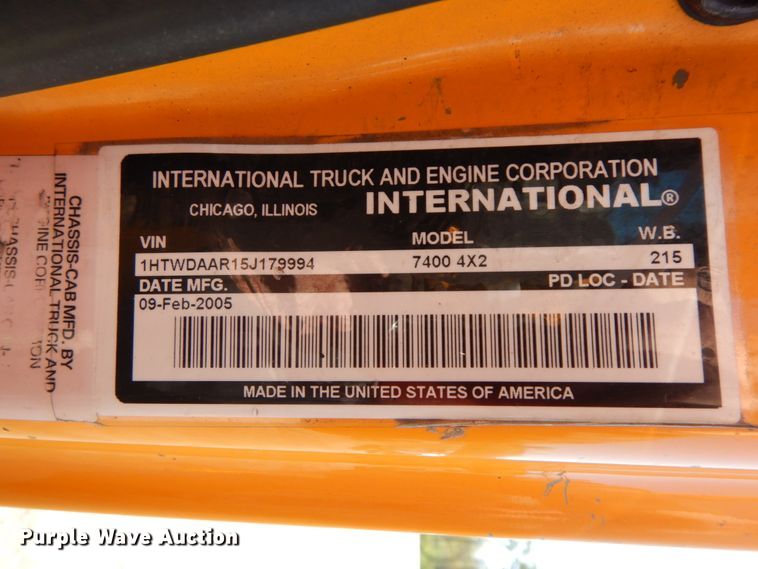 INTERNATIONAL TRUCK AND ENGINE CORPORATION
CHICAGO, ILLINOIS INTERNATIONAL®
VIN MODEL W.B.
1HTWDAAR15J179994 7400 4X2 215
DATE MFG. PD LOC - DATE
09-Feb-2005
MADE IN THE UNITED STATES OF AMERICA
CHASSIS-CAB MFD. BY
INTERNATIONAL TRUCK AND
Purple Wave Auction